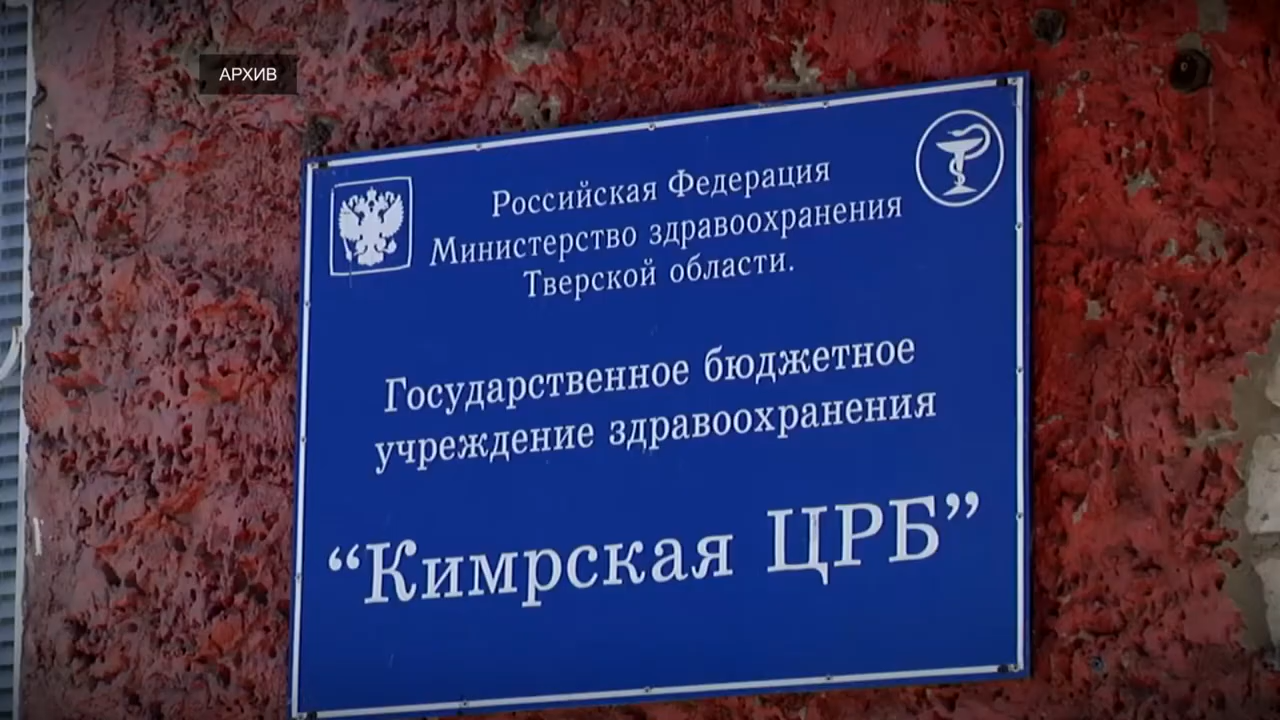 АРХИВ
Российская Федерация
Министерство здравоохранения
Тверской области.
Государственное бюджетное
учреждение здравоохранения
“Кимрская ЦРБ”